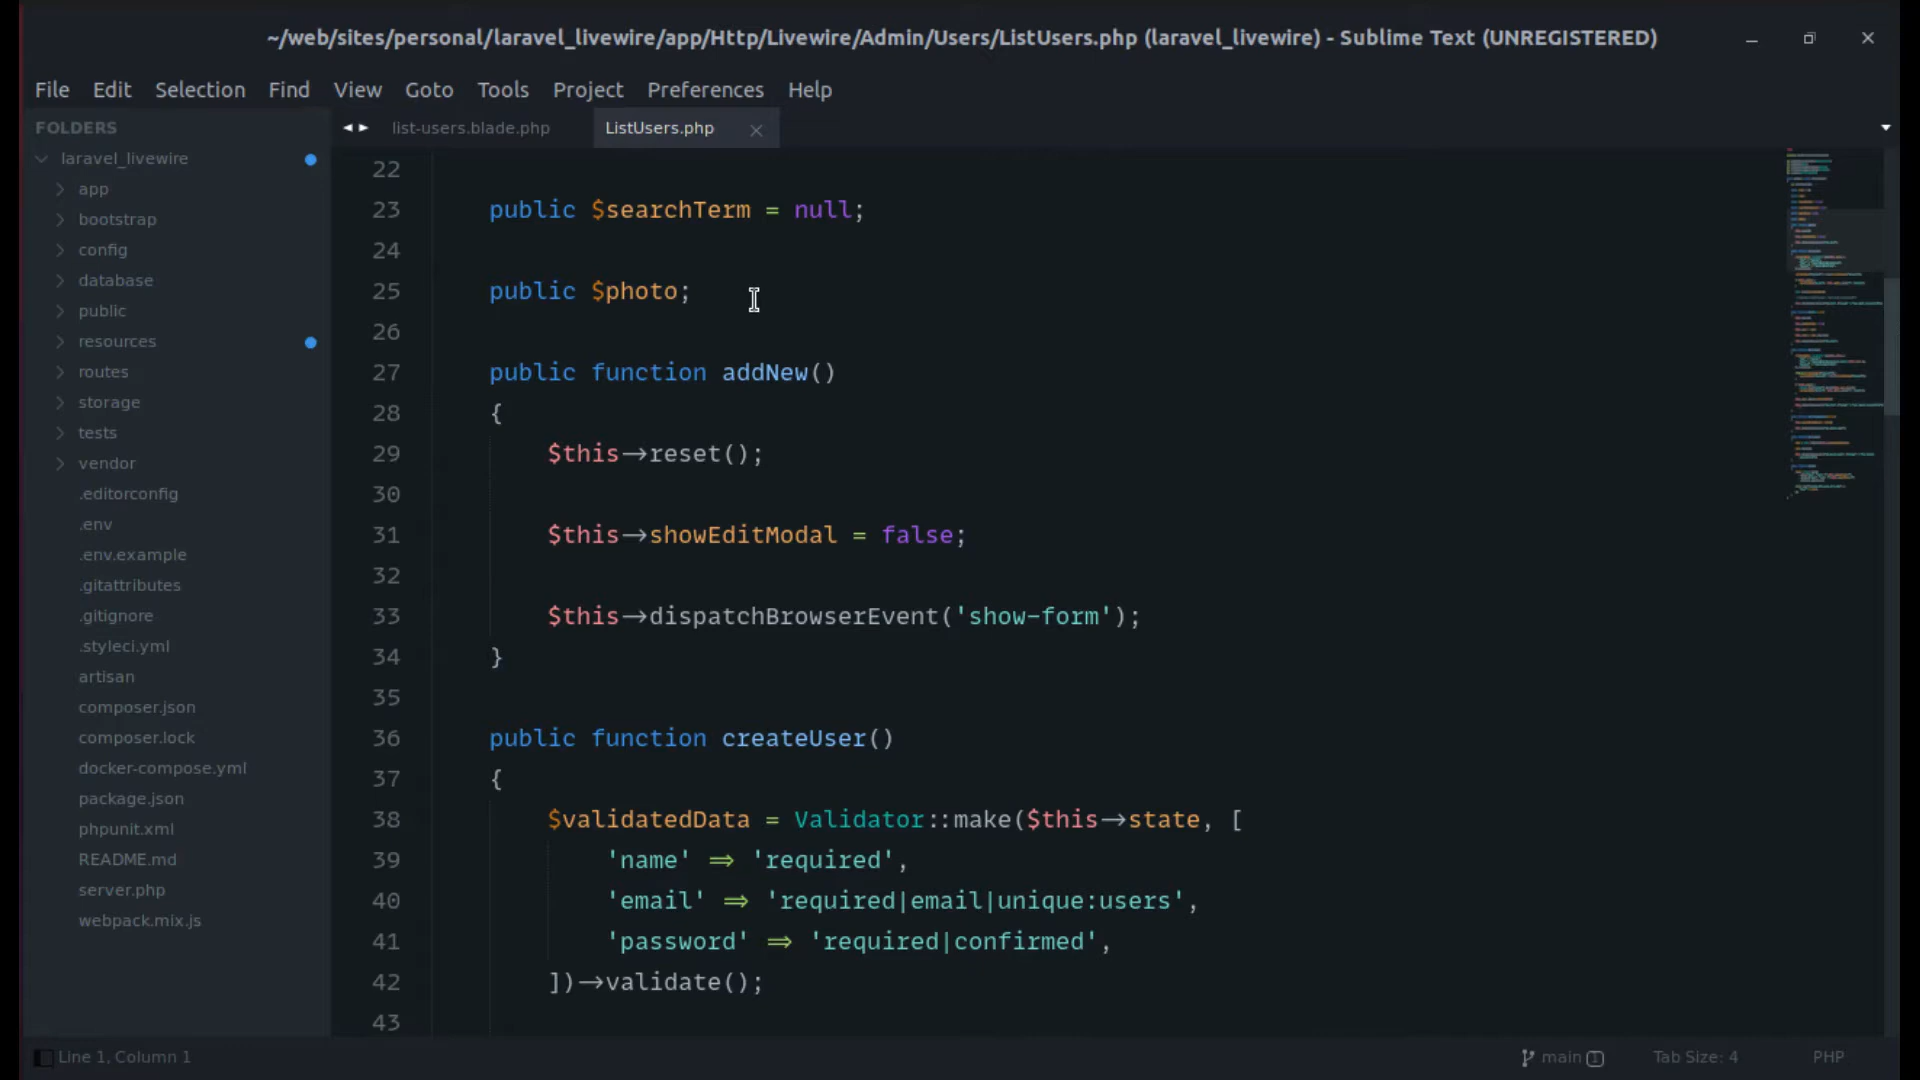 ~/web/sites/personal/laravel_livewire/app/Http/Livewire/Admin/Users/ListUsers.php (laravel_livewire) - Sublime Text (UNREGISTERED)
File Edit Selection Find View Goto Tools Project Preferences Help
FOLDERS
laravel_livewire
app
bootstrap
config
database
public
resources
routes
storage
tests
vendor
.editorconfig
.env
.env.example
.gitattributes
.gitignore
.styleci.yml
artisan
composer.json
composer.lock
docker-compose.yml
package.json
phpunit.xml
README.md
server.php
webpack.mix.js
list-users.blade.php ListUsers.php
22
23 public $searchTerm = null;
24
25 public $photo;
26
27 public function addNew()
28 {
29 $this->reset();
30
31 $this->showEditModal = false;
32
33 $this->dispatchBrowserEvent('show-form');
34 }
35
36 public function createUser()
37 {
38 $validatedData = Validator::make($this->state, [
39 'name' => 'required',
40 'email' => 'required|email|unique:users',
41 'password' => 'required|confirmed',
42 ])->validate();
43
Line 1, Column 1 main 1 Tab Size: 4 PHP